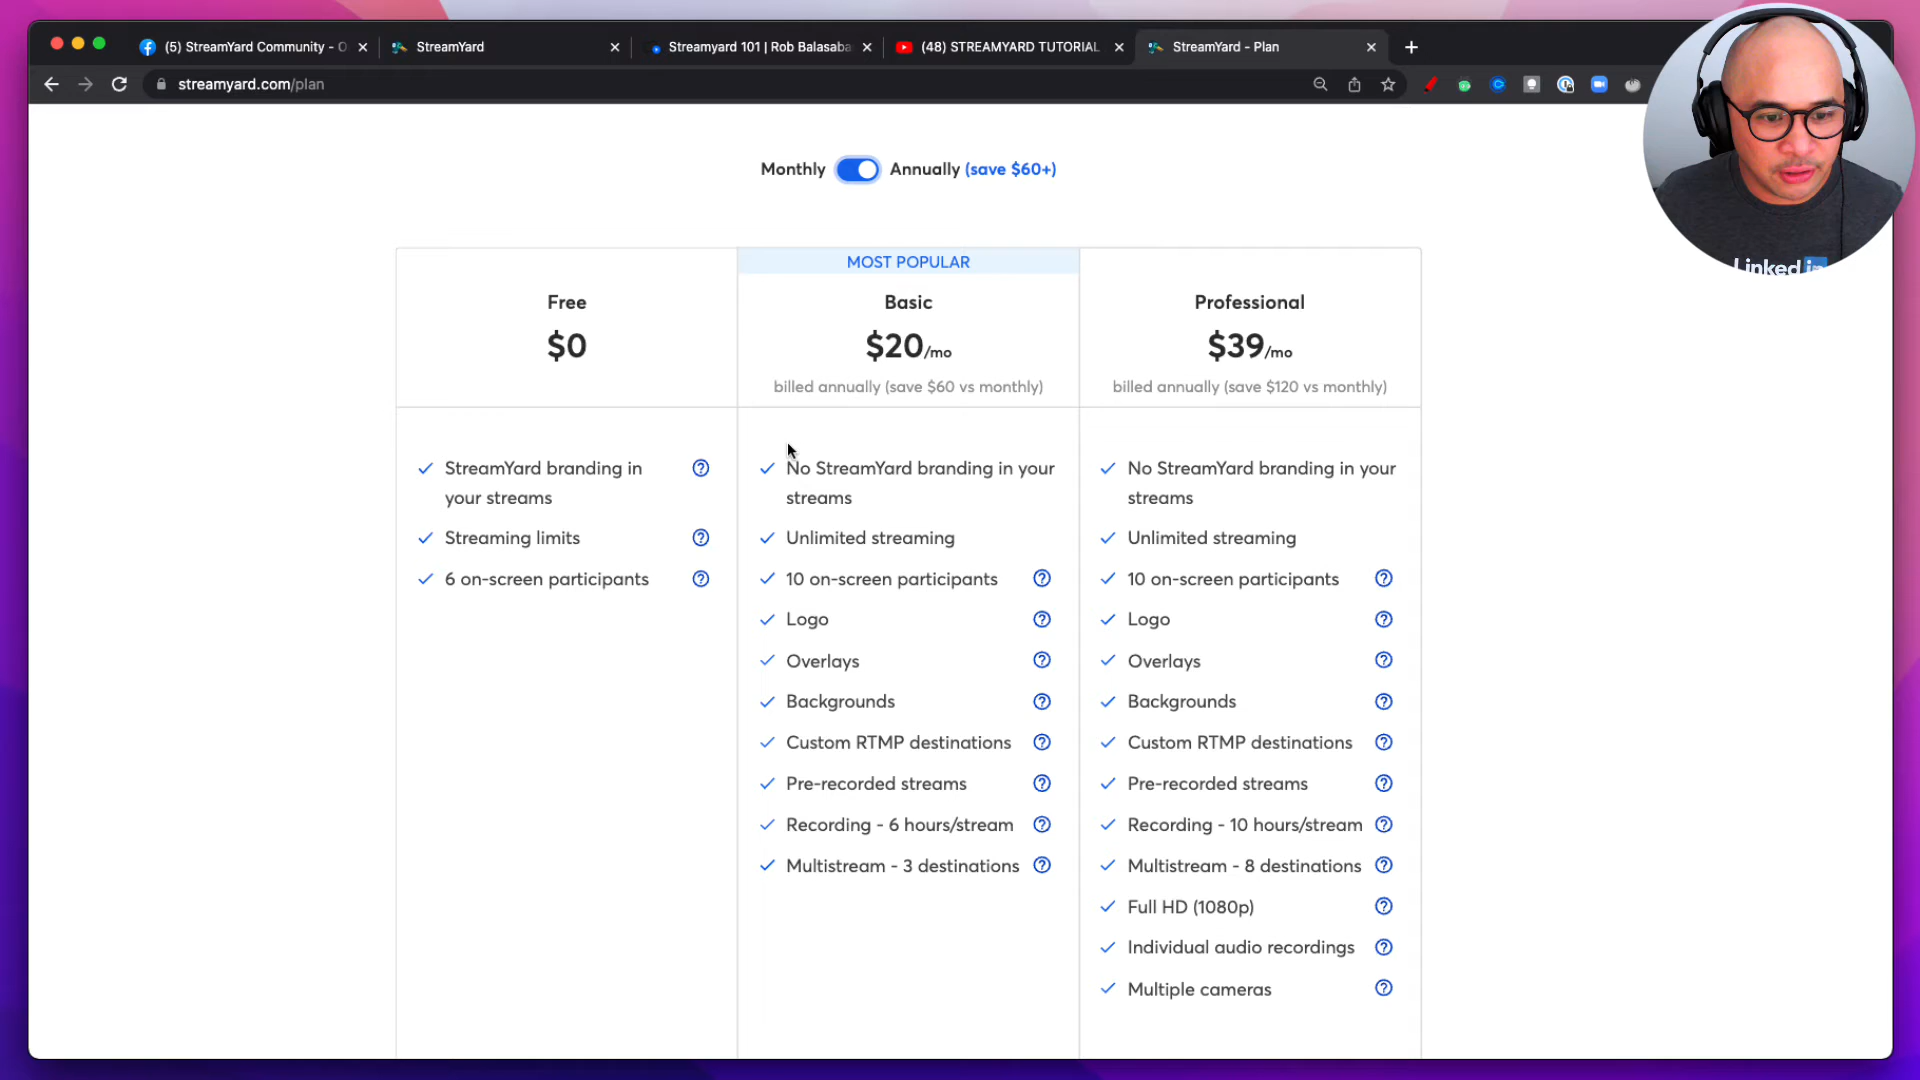 (5) StreamYard Community - O
StreamYard
Streamyard 101 | Rob Balasaba
(48) STREAMYARD TUTORIAL
StreamYard - Plan
streamyard.com/plan
Linked in
Monthly
Annually (save $60+)
Free
$0
StreamYard branding in
your streams
Streaming limits
6 on-screen participants
MOST POPULAR
Basic
$20/mo
billed annually (save $60 vs monthly)
No StreamYard branding in your
streams
Unlimited streaming
10 on-screen participants
Logo
Overlays
Backgrounds
Custom RTMP destinations
Pre-recorded streams
Recording - 6 hours/stream
Multistream - 3 destinations
Professional
$39/mo
billed annually (save $120 vs monthly)
No StreamYard branding in your
streams
Unlimited streaming
10 on-screen participants
Logo
Overlays
Backgrounds
Custom RTMP destinations
Pre-recorded streams
Recording - 10 hours/stream
Multistream - 8 destinations
Full HD (1080p)
Individual audio recordings
Multiple cameras